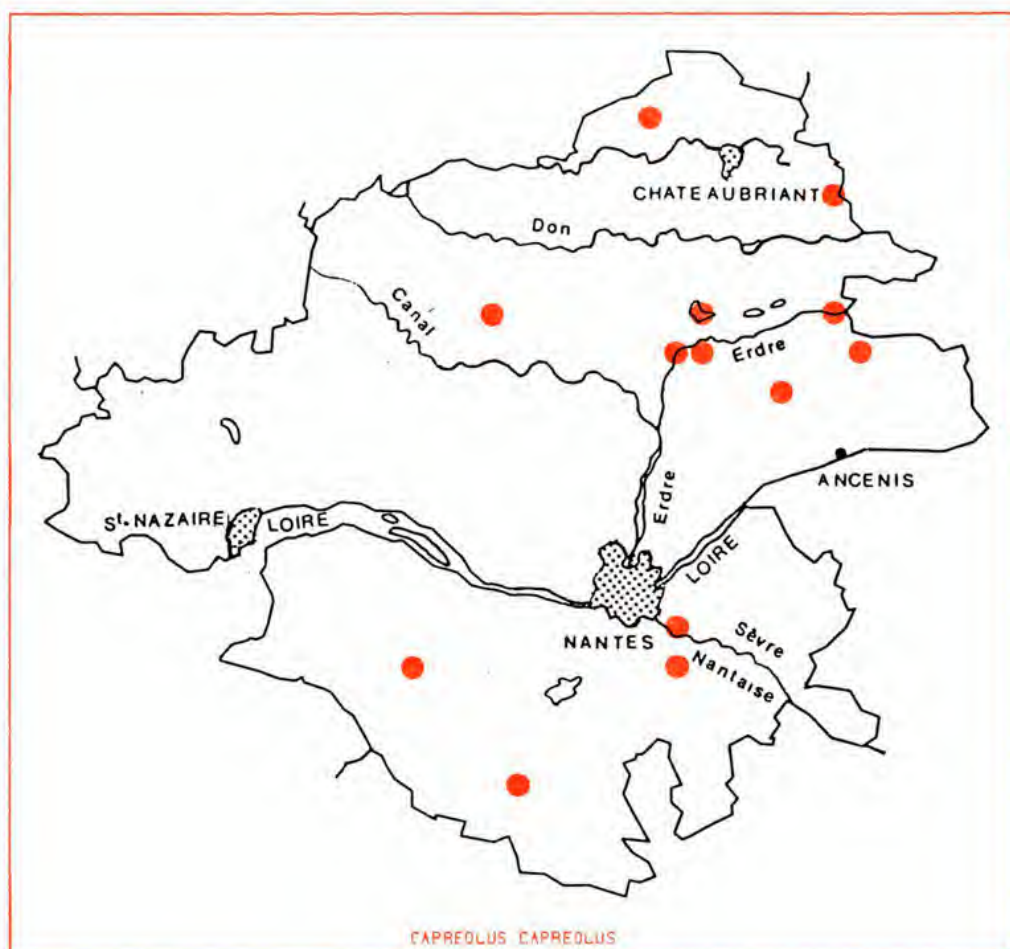 CHATEAUBRIANT
Don
Canal
Erdre
ANCENIS
Erdre
St. NAZAIRE
LOIRE
LOIRE
NANTES
Sèvre
Nantaise
CAPREOLUS CAPREOLUS